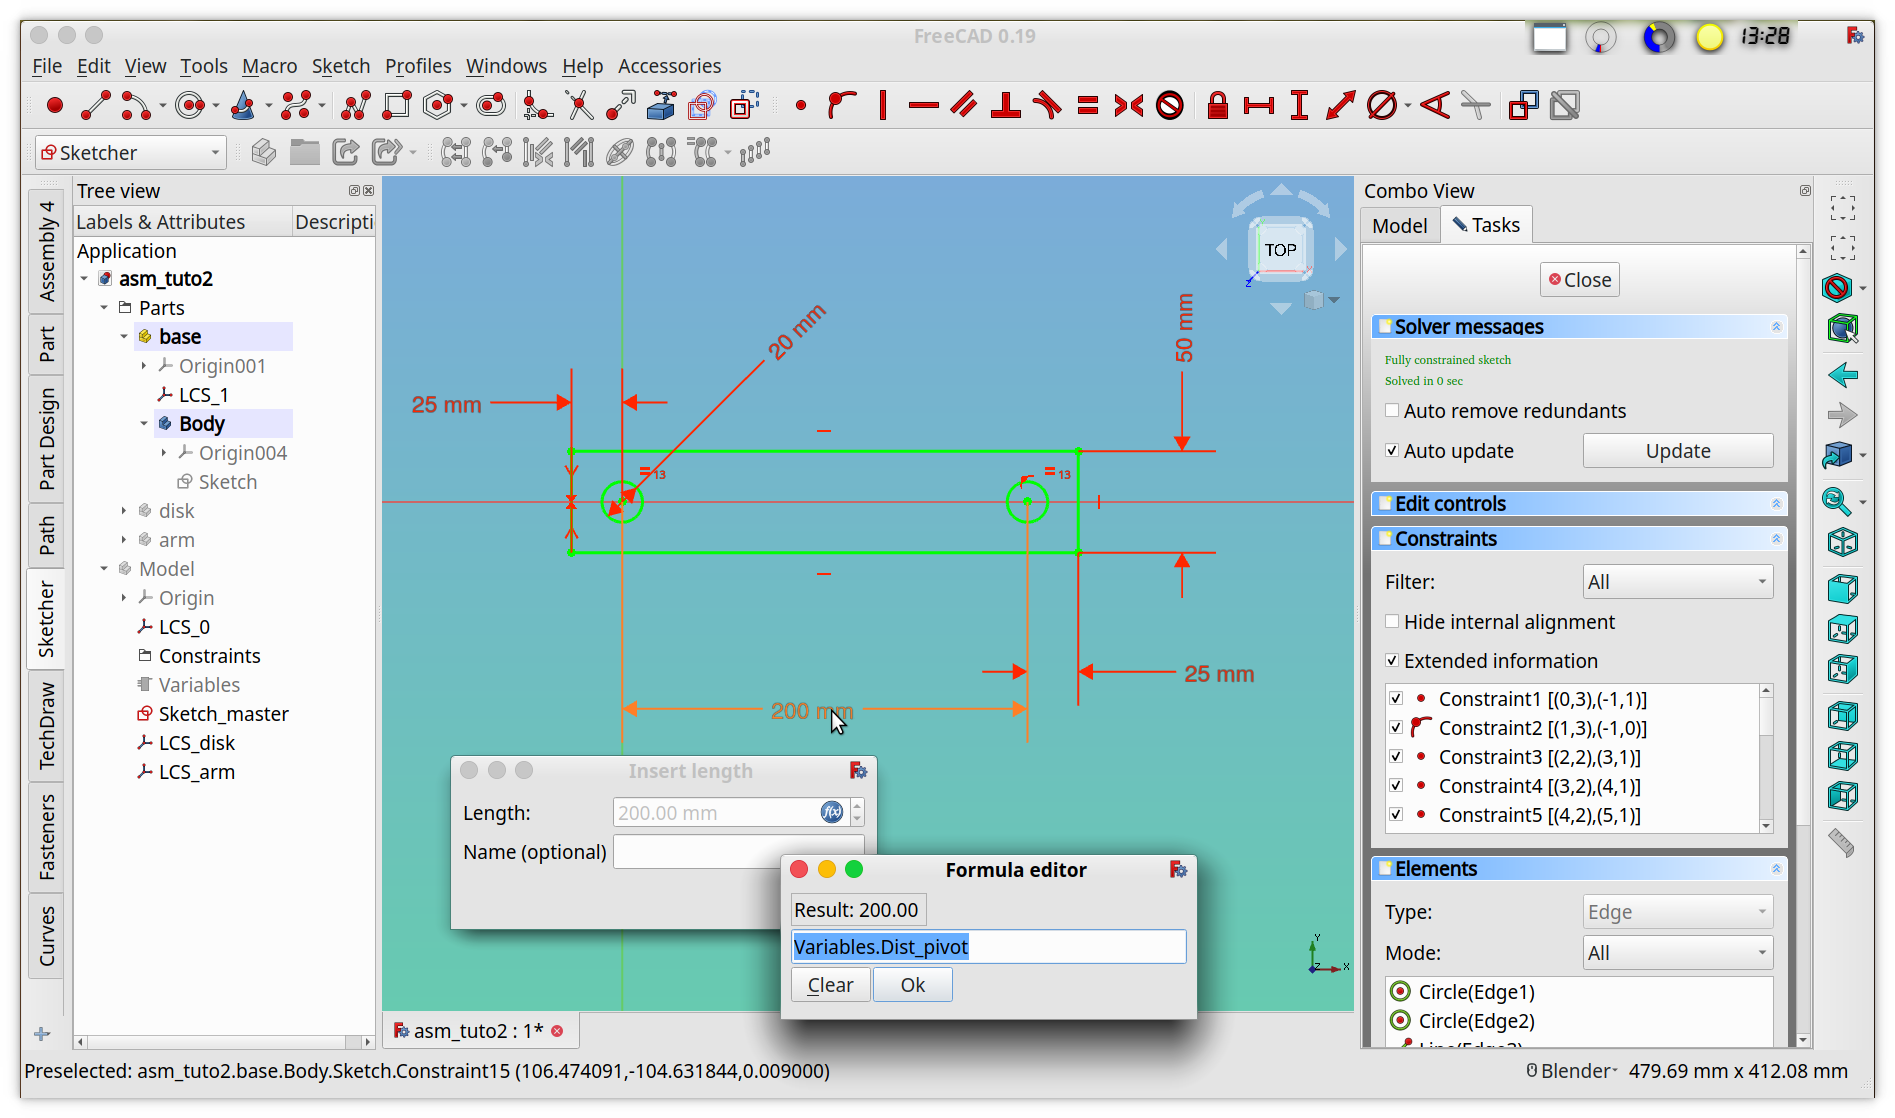 FreeCAD 0.19
13:28
File Edit View Tools Macro Sketch Profiles Windows Help Accessories
Sketcher
Tree view
Labels & Attributes
Descripti
Application
asm_tuto2
Parts
base
Origin001
LCS_1
Body
Origin004
Sketch
disk
arm
Model
Origin
LCS_0
Constraints
Variables
Sketch_master
LCS_disk
LCS_arm
Assembly 4
Part
Part Design
Path
Sketcher
TechDraw
Fasteners
Curves
TOP
Z
20 mm
50 mm
25 mm
13
13
25 mm
200 mm
Insert length
Length:
200.00 mm
f(x)
Name (optional)
Formula editor
Result: 200.00
Variables.Dist_pivot
Clear
Ok
Y
Z
X
asm_tuto2 : 1*
Combo View
Model
Tasks
Close
Solver messages
Fully constrained sketch
Solved in 0 sec
Auto remove redundants
Auto update
Update
Edit controls
Constraints
Filter:
All
Hide internal alignment
Extended information
Constraint1 [(0,3),(-1,1)]
Constraint2 [(1,3),(-1,0)]
Constraint3 [(2,2),(3,1)]
Constraint4 [(3,2),(4,1)]
Constraint5 [(4,2),(5,1)]
Elements
Type:
Edge
Mode:
All
Circle(Edge1)
Circle(Edge2)
Line(Edge3)
Preselected: asm_tuto2.base.Body.Sketch.Constraint15 (106.474091,-104.631844,0.009000)
Blender
479.69 mm x 412.08 mm